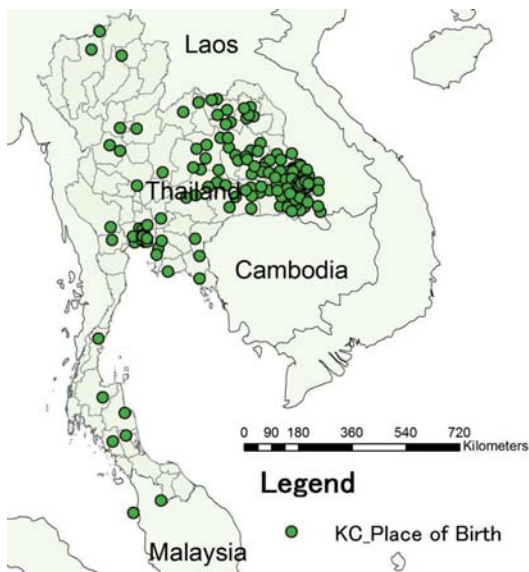 Laos
Thailand
Cambodia
0 90 180 360 540 720
Kilometers
Legend
KC_Place of Birth
Malaysia